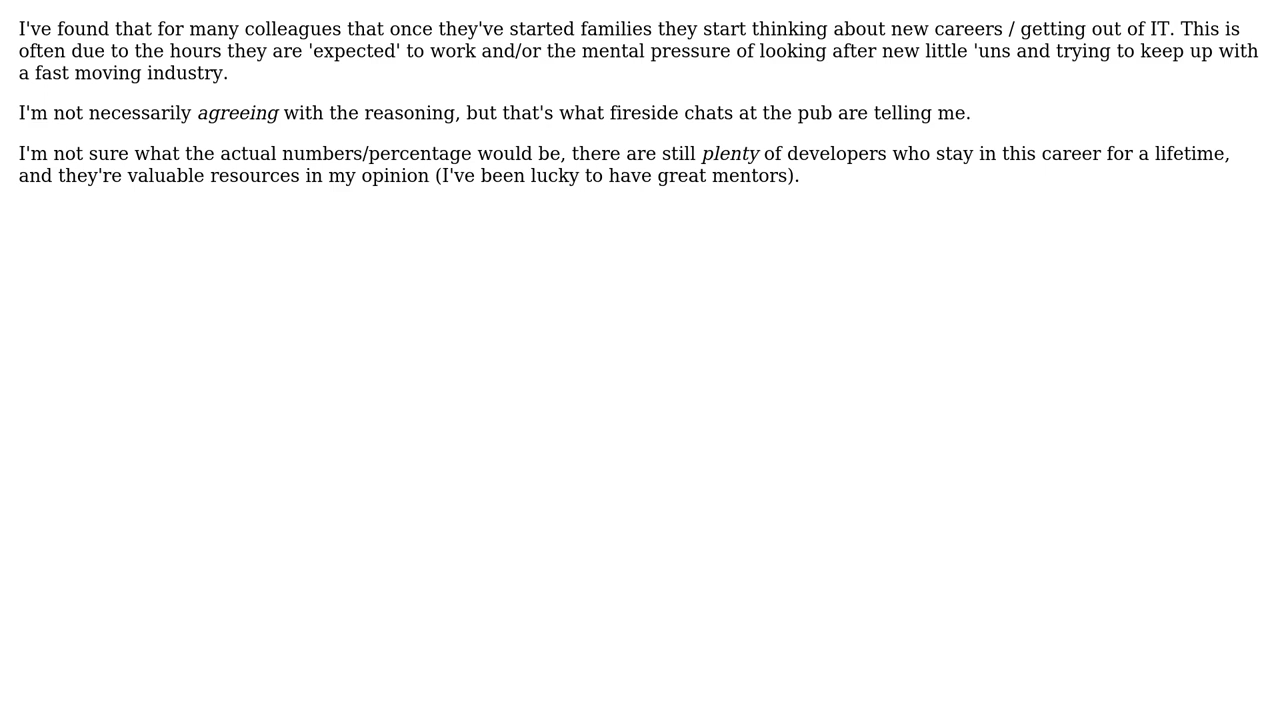 I've found that for many colleagues that once they've started families they start thinking about new careers / getting out of IT. This is
often due to the hours they are 'expected' to work and/or the mental pressure of looking after new little 'uns and trying to keep up with
a fast moving industry.
I'm not necessarily agreeing with the reasoning, but that's what fireside chats at the pub are telling me.
I'm not sure what the actual numbers/percentage would be, there are still plenty of developers who stay in this career for a lifetime,
and they're valuable resources in my opinion (I've been lucky to have great mentors).